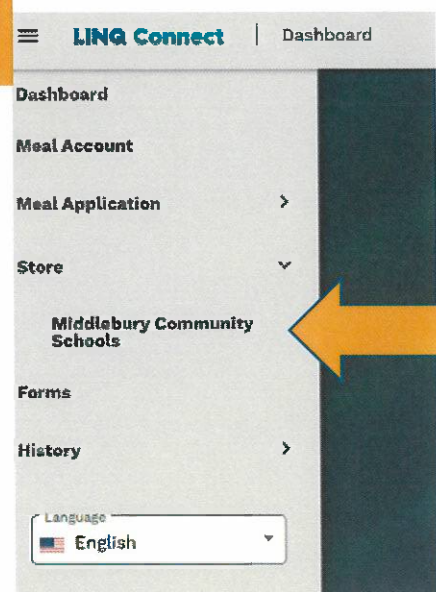 LINQ Connect | Dashboard
Dashboard
Meal Account
Meal Application
Store
Middlebury Community
Schools
Forms
History
Language
English